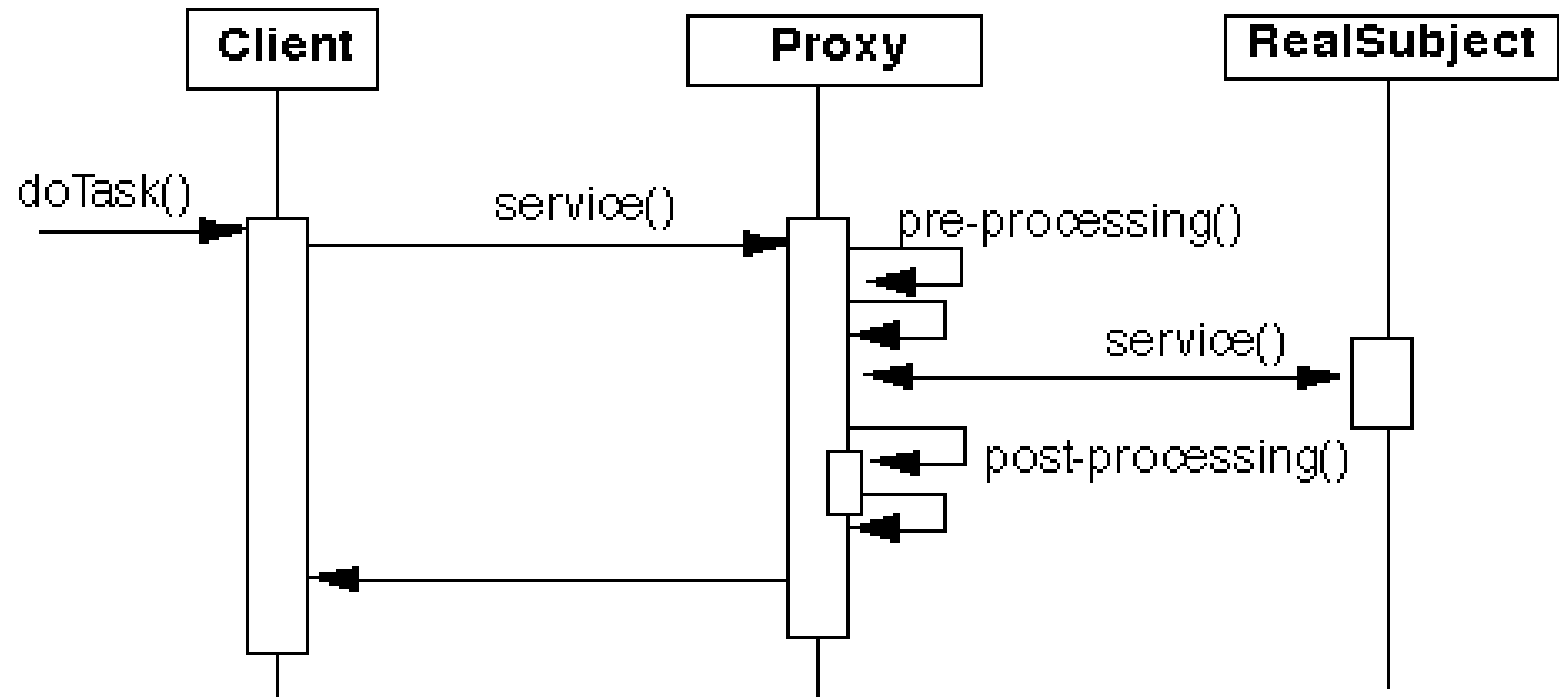 Client
Proxy
RealSubject
doTask()
service()
pre-processing()
service()
post-processing()